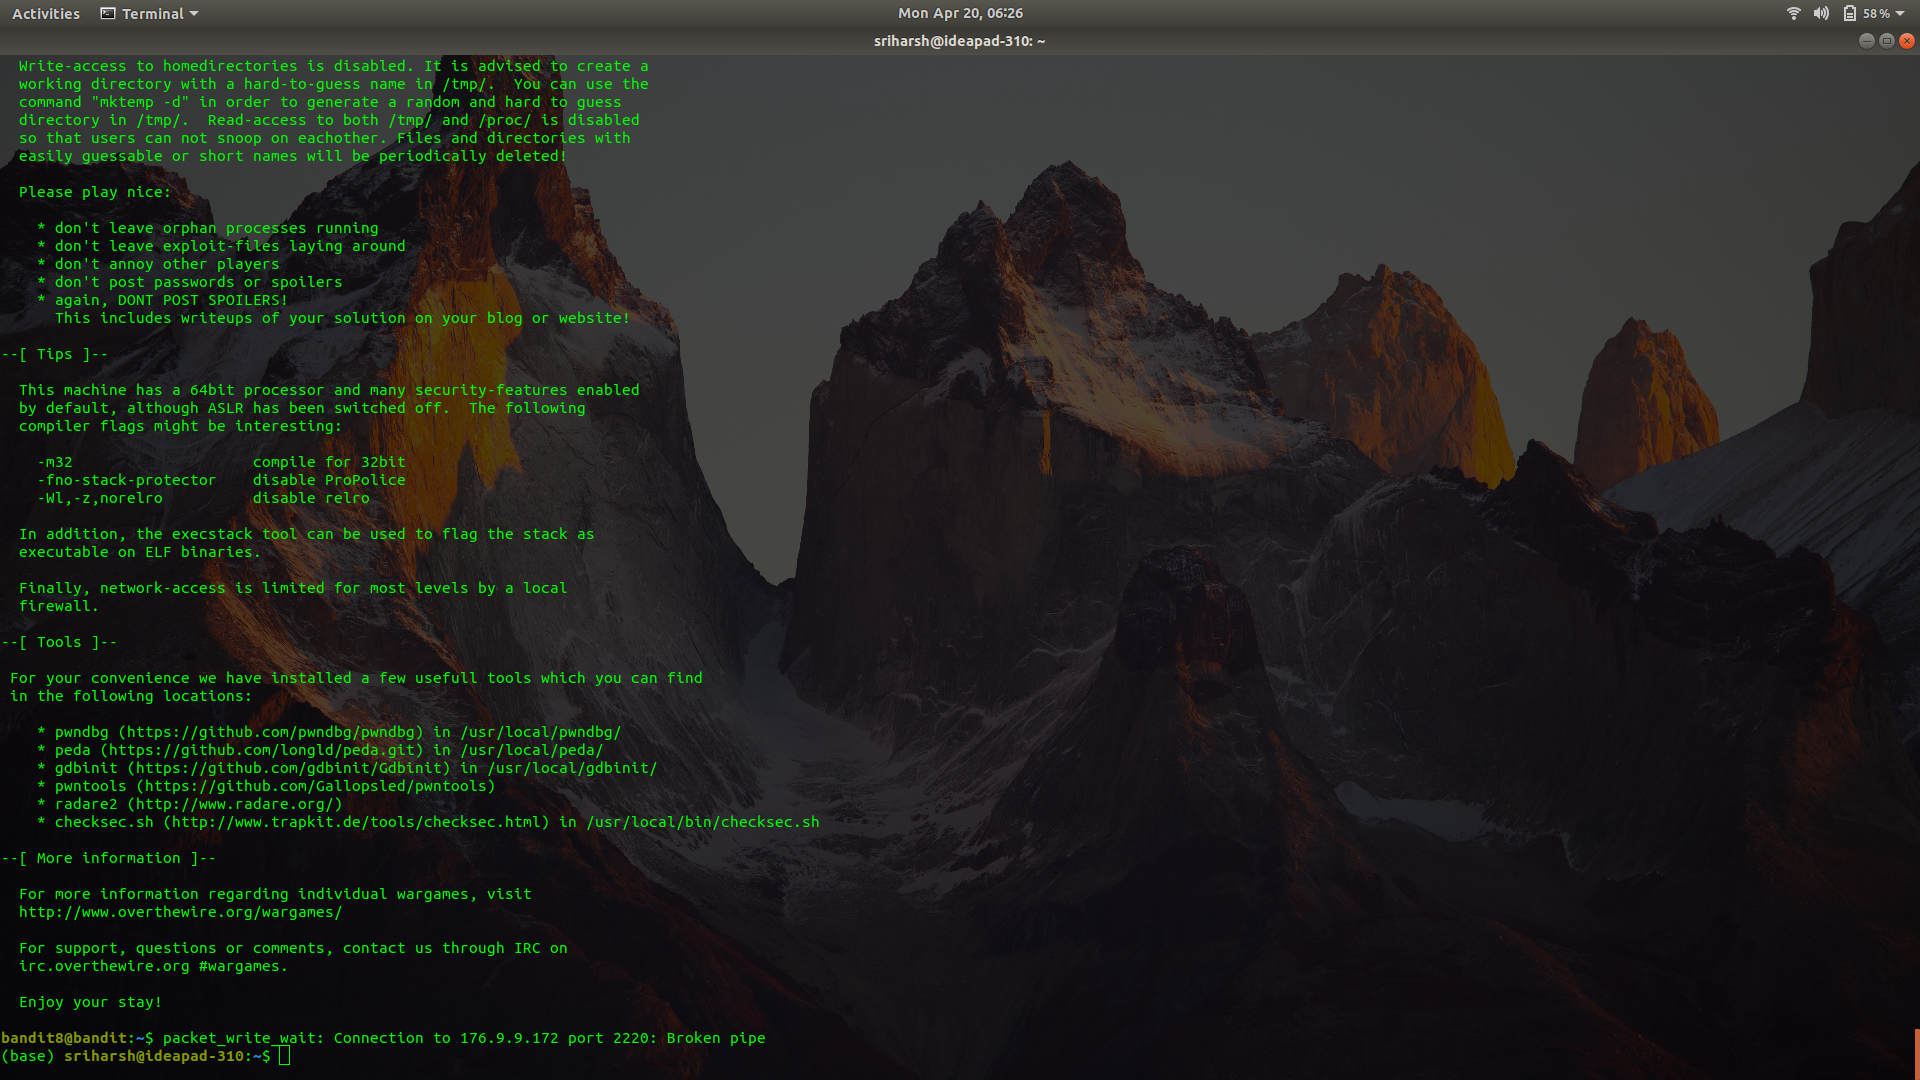 Activities Terminal Mon Apr 20, 06:26 58 %
sriharsh@ideapad-310: ~
Write-access to homedirectories is disabled. It is advised to create a
working directory with a hard-to-guess name in /tmp/.  You can use the
command "mktemp -d" in order to generate a random and hard to guess
directory in /tmp/.  Read-access to both /tmp/ and /proc/ is disabled
so that users can not snoop on eachother. Files and directories with
easily guessable or short names will be periodically deleted!
Please play nice:
* don't leave orphan processes running
* don't leave exploit-files laying around
* don't annoy other players
* don't post passwords or spoilers
* again, DONT POST SPOILERS!
This includes writeups of your solution on your blog or website!
--[ Tips ]--
This machine has a 64bit processor and many security-features enabled
by default, although ASLR has been switched off.  The following
compiler flags might be interesting:
-m32                    compile for 32bit
-fno-stack-protector    disable ProPolice
-Wl,-z,norelro          disable relro
In addition, the execstack tool can be used to flag the stack as
executable on ELF binaries.
Finally, network-access is limited for most levels by a local
firewall.
--[ Tools ]--
For your convenience we have installed a few usefull tools which you can find
in the following locations:
* pwndbg (https://github.com/pwndbg/pwndbg) in /usr/local/pwndbg/
* peda (https://github.com/longld/peda.git) in /usr/local/peda/
* gdbinit (https://github.com/gdbinit/Gdbinit) in /usr/local/gdbinit/
* pwntools (https://github.com/Gallopsled/pwntools)
* radare2 (http://www.radare.org/)
* checksec.sh (http://www.trapkit.de/tools/checksec.html) in /usr/local/bin/checksec.sh
--[ More information ]--
For more information regarding individual wargames, visit
http://www.overthewire.org/wargames/
For support, questions or comments, contact us through IRC on
irc.overthewire.org #wargames.
Enjoy your stay!
bandit8@bandit:~$ packet_write_wait: Connection to 176.9.9.172 port 2220: Broken pipe
(base) sriharsh@ideapad-310:~$